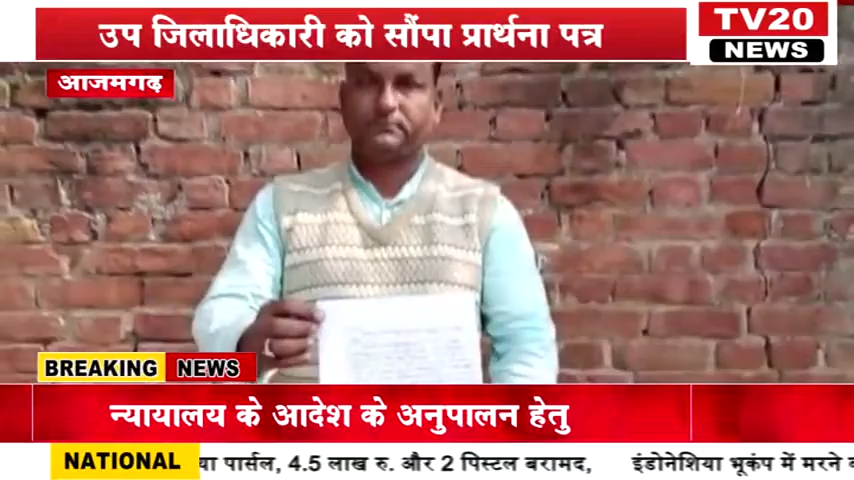 उप जिलाधिकारी को सौंपा प्रार्थना पत्र
TV20
NEWS
आजमगढ़
BREAKING NEWS
न्यायालय के आदेश के अनुपालन हेतु
NATIONAL
पार्सल, 4.5 लाख रु. और 2 पिस्टल बरामद, इंडोनेशिया भूकंप में मरने